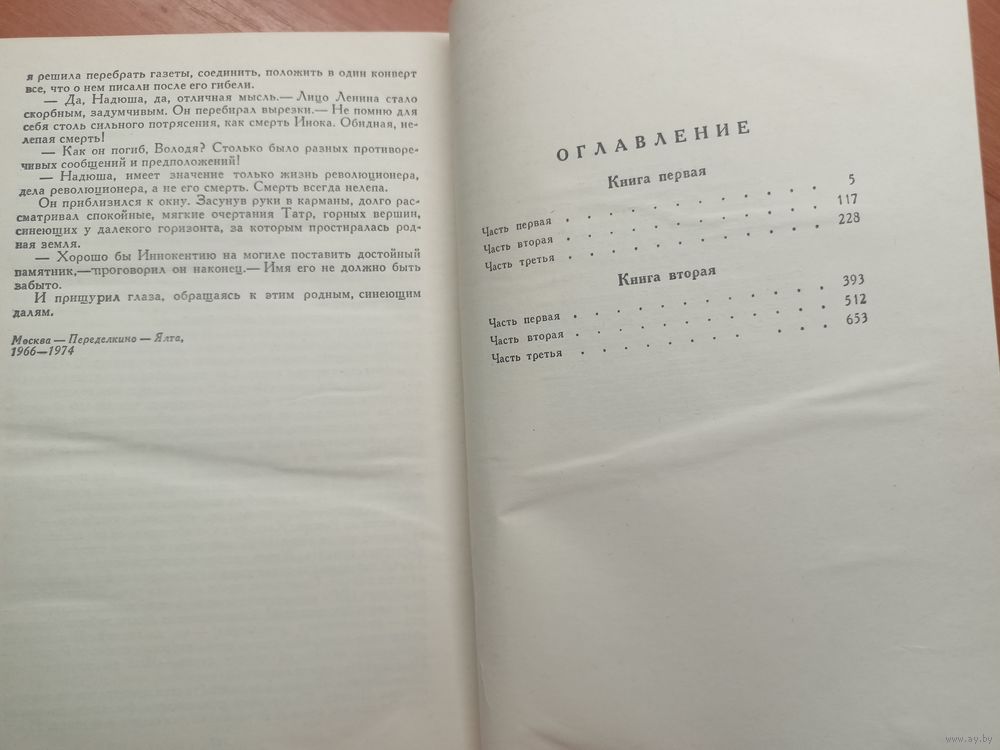 я решила перебрать газеты, соединить, положить в один конверт
все, что о нем писали после его гибели.
— Да, Надюша, да, отличная мысль.— Лицо Ленина стало
скорбным, задумчивым. Он перебирал вырезки.— Не помню для
себя столь сильного потрясения, как смерть Инока. Обидная, не-
лепая смерть!
— Как он погиб, Володя? Столько было разных противоре-
чивых сообщений и предположений!
— Надюша, имеет значение только жизнь революционера,
дела революционера, а не его смерть. Смерть всегда нелепа.
Он приблизился к окну. Засунув руки в карманы, долго рас-
сматривал спокойные, мягкие очертания Татр, горных вершин,
синеющих у далекого горизонта, за которым простиралась род-
ная земля.
— Хорошо бы Иннокентию на могиле поставить достойный
памятник,—проговорил он наконец.— Имя его не должно быть
забыто.
И прищурил глаза, обращаясь к этим родным, синеющим
далям.
Москва — Переделкино — Ялта,
1966—1974
ОГЛАВЛЕНИЕ
Книга первая
Часть первая . . . . . . . . . . 5
Часть вторая . . . . . . . . . . 117
Часть третья . . . . . . . . . . 228
Книга вторая
Часть первая . . . . . . . . . . 393
Часть вторая . . . . . . . . . . 512
Часть третья . . . . . . . . . . 653
www.ay.by